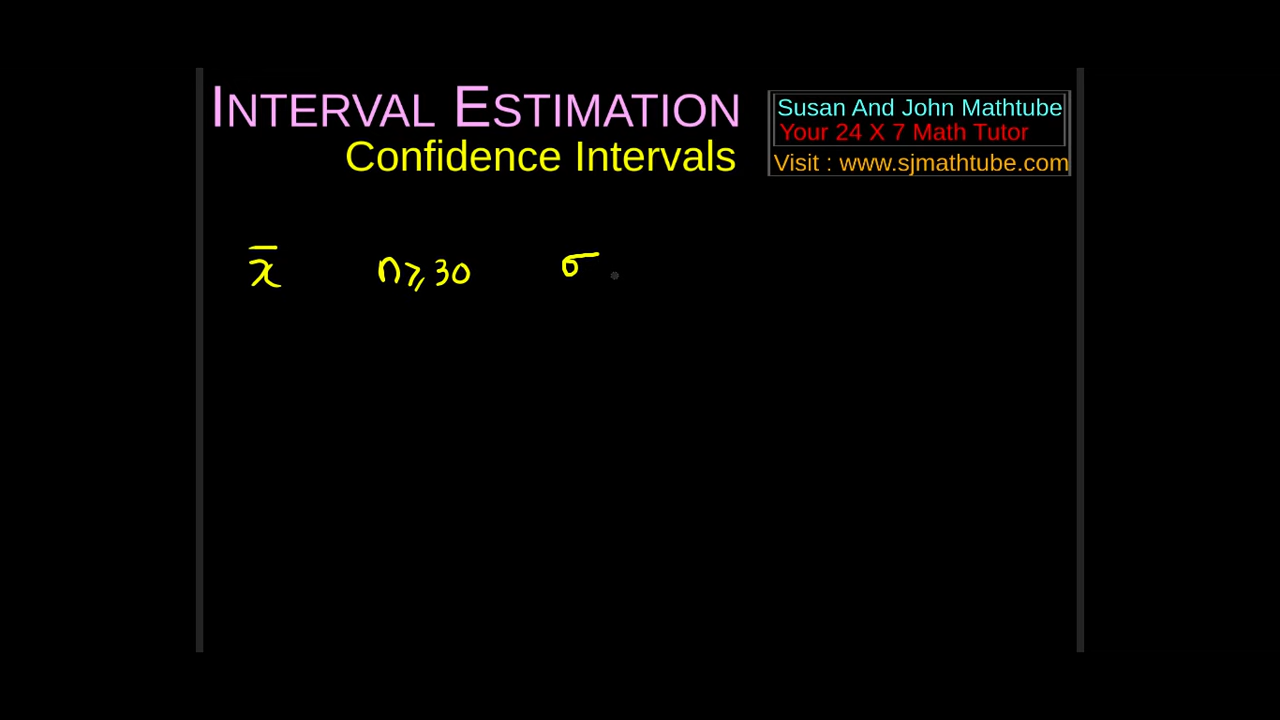 INTERVAL ESTIMATION
Confidence Intervals
Susan And John Mathtube
Your 24 X 7 Math Tutor
Visit : www.sjmathtube.com
x̅ n ≥ 30 σ